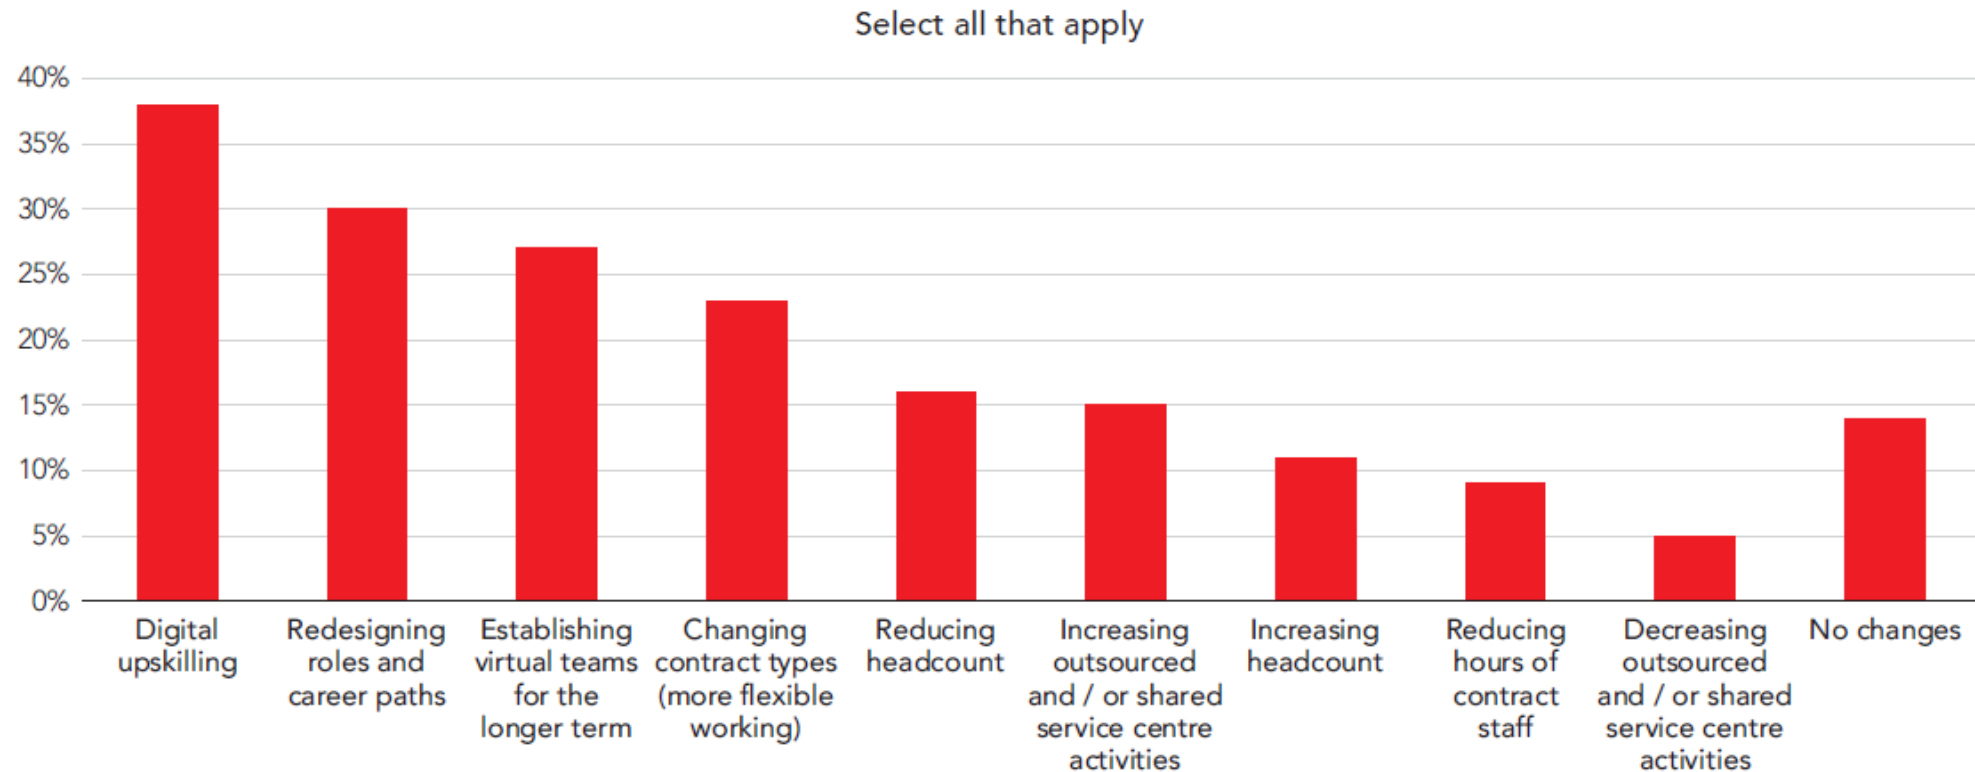 Select all that apply
40%
35%
30%
25%
20%
15%
10%
5%
0%
Digital
upskilling
Redesigning
roles and
career paths
Establishing
virtual teams
for the
longer term
Changing
contract types
(more flexible
working)
Reducing
headcount
Increasing
outsourced
and / or shared
service centre
activities
Increasing
headcount
Reducing
hours of
contract
staff
Decreasing
outsourced
and / or shared
service centre
activities
No changes